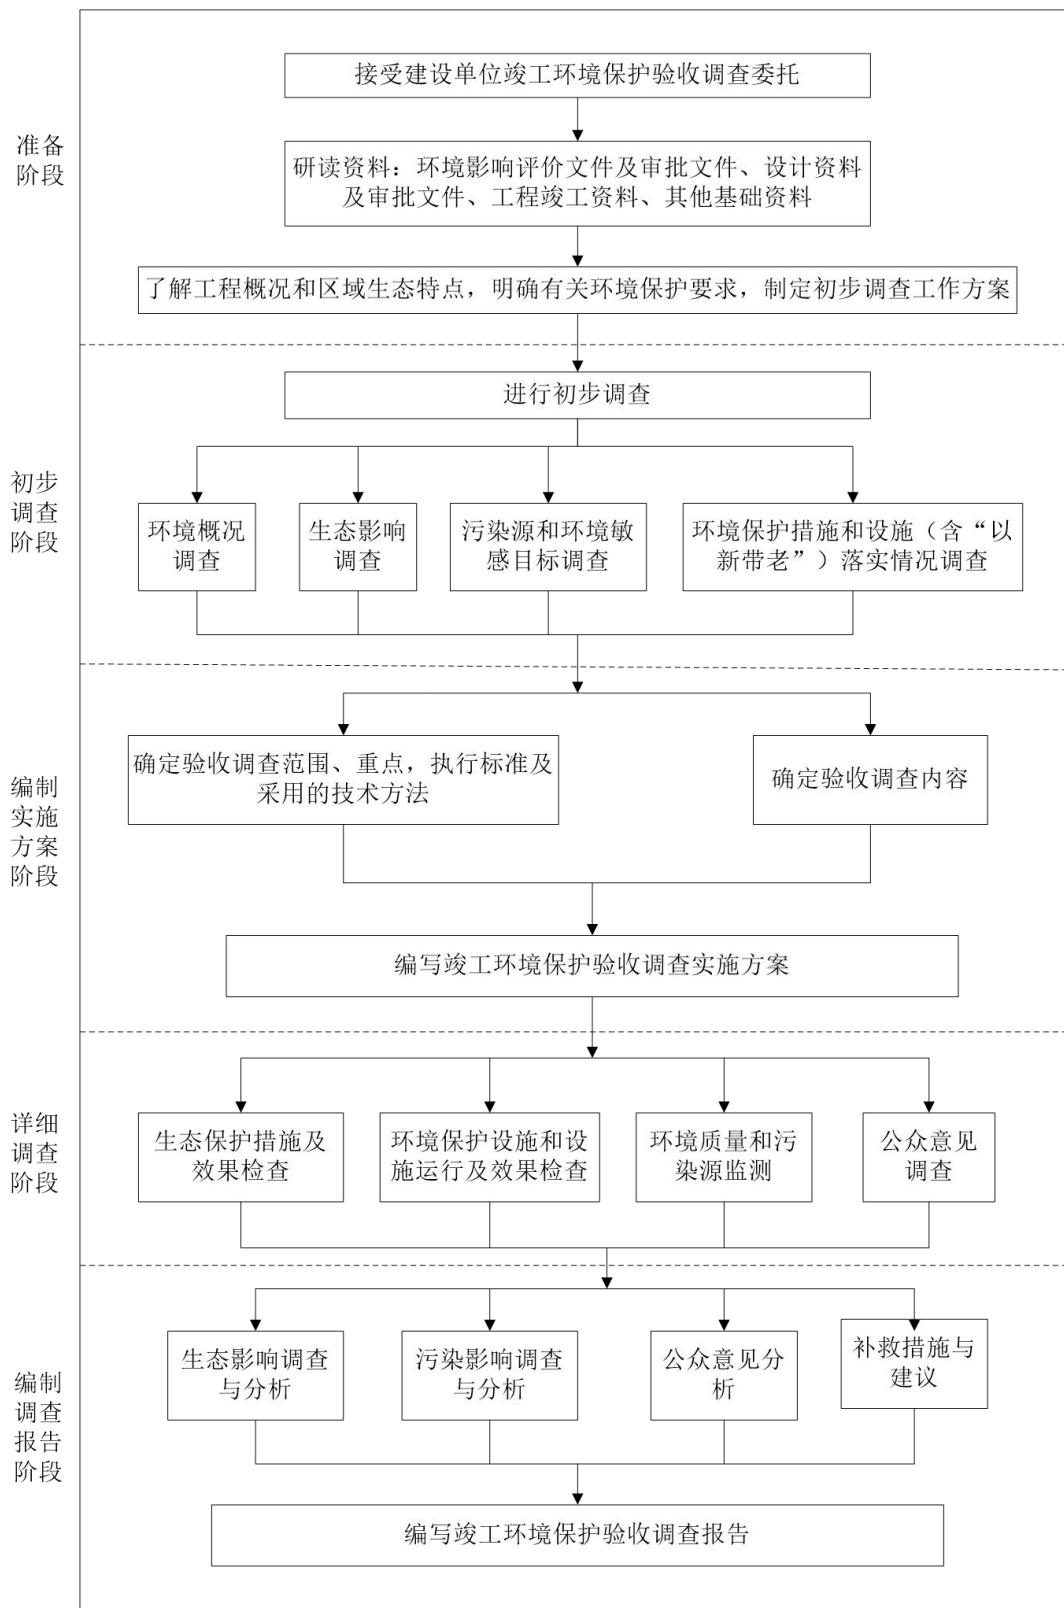 接受建设单位竣工环境保护验收调查委托
准备
阶段
研读资料：环境影响评价文件及审批文件、设计资料
及审批文件、工程竣工资料、其他基础资料
了解工程概况和区域生态特点，明确有关环境保护要求，制定初步调查工作方案
进行初步调查
初步
调查
阶段
环境概况
调查
生态影响
调查
污染源和环境敏
感目标调查
环境保护措施和设施（含“以
新带老”）落实情况调查
编制
实施
方案
阶段
确定验收调查范围、重点，执行标准及
采用的技术方法
确定验收调查内容
编写竣工环境保护验收调查实施方案
详细
调查
阶段
生态保护措施及
效果检查
环境保护设施和设
施运行及效果检查
环境质量和污
染源监测
公众意见
调查
编制
调查
报告
阶段
生态影响调查
与分析
污染影响调查
与分析
公众意见分
析
补救措施与
建议
编写竣工环境保护验收调查报告